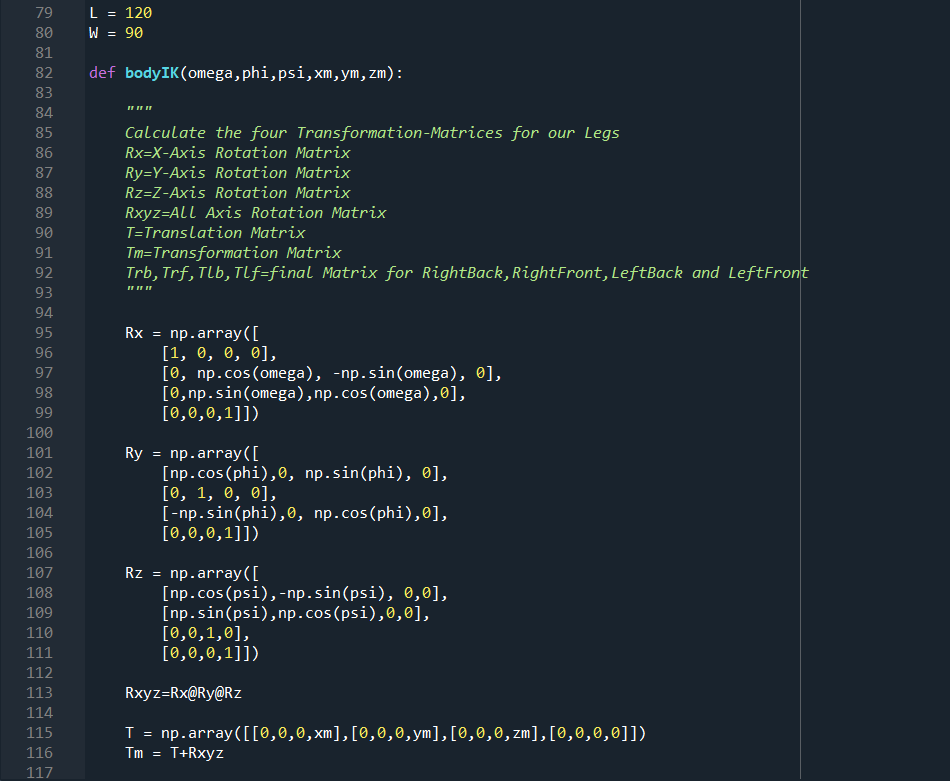 79 L = 120
80 W = 90
81
82 def bodyIK(omega,phi,psi,xm,ym,zm):
83
84     """
85     Calculate the four Transformation-Matrices for our Legs
86     Rx=X-Axis Rotation Matrix
87     Ry=Y-Axis Rotation Matrix
88     Rz=Z-Axis Rotation Matrix
89     Rxyz=All Axis Rotation Matrix
90     T=Translation Matrix
91     Tm=Transformation Matrix
92     Trb,Trf,Tlb,Tlf=final Matrix for RightBack,RightFront,LeftBack and LeftFront
93     """
94
95     Rx = np.array([
96         [1, 0, 0, 0],
97         [0, np.cos(omega), -np.sin(omega), 0],
98         [0,np.sin(omega),np.cos(omega),0],
99         [0,0,0,1]])
100
101     Ry = np.array([
102         [np.cos(phi),0, np.sin(phi), 0],
103         [0, 1, 0, 0],
104         [-np.sin(phi),0, np.cos(phi),0],
105         [0,0,0,1]])
106
107     Rz = np.array([
108         [np.cos(psi),-np.sin(psi), 0,0],
109         [np.sin(psi),np.cos(psi),0,0],
110         [0,0,1,0],
111         [0,0,0,1]])
112
113     Rxyz=Rx@Ry@Rz
114
115     T = np.array([[0,0,0,xm],[0,0,0,ym],[0,0,0,zm],[0,0,0,0]])
116     Tm = T+Rxyz
117